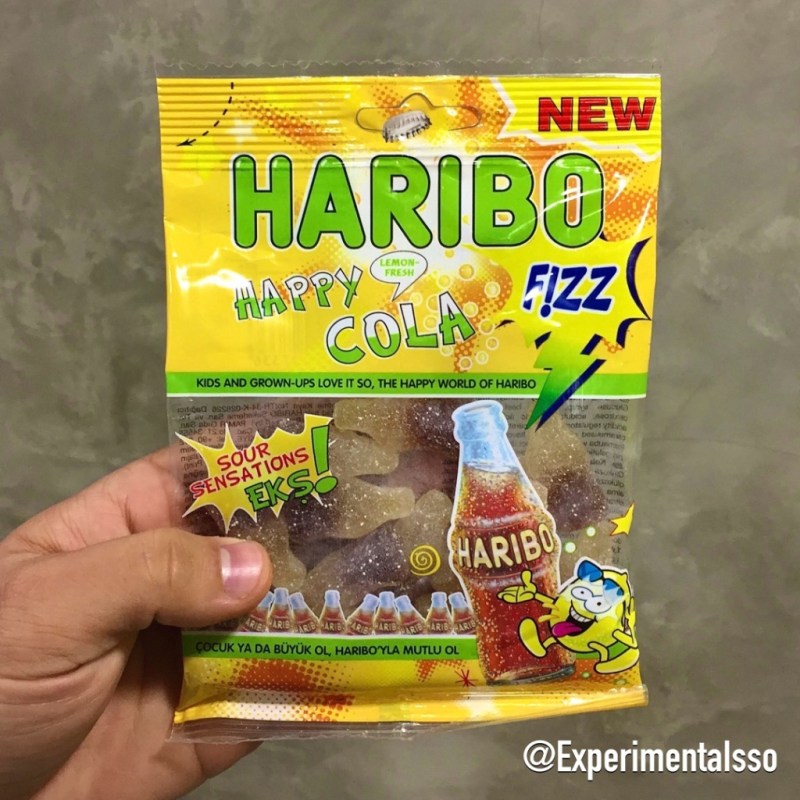 NEW
HARIBO
LEMON-
FRESH
HAPPY
COLA
F!ZZ
KIDS AND GROWN-UPS LOVE IT SO, THE HAPPY WORLD OF HARIBO
SOUR
SENSATIONS
EKŞ!
HARIBO
ÇOCUK YA DA BÜYÜK OL, HARIBO'YLA MUTLU OL
@Experimentalsso